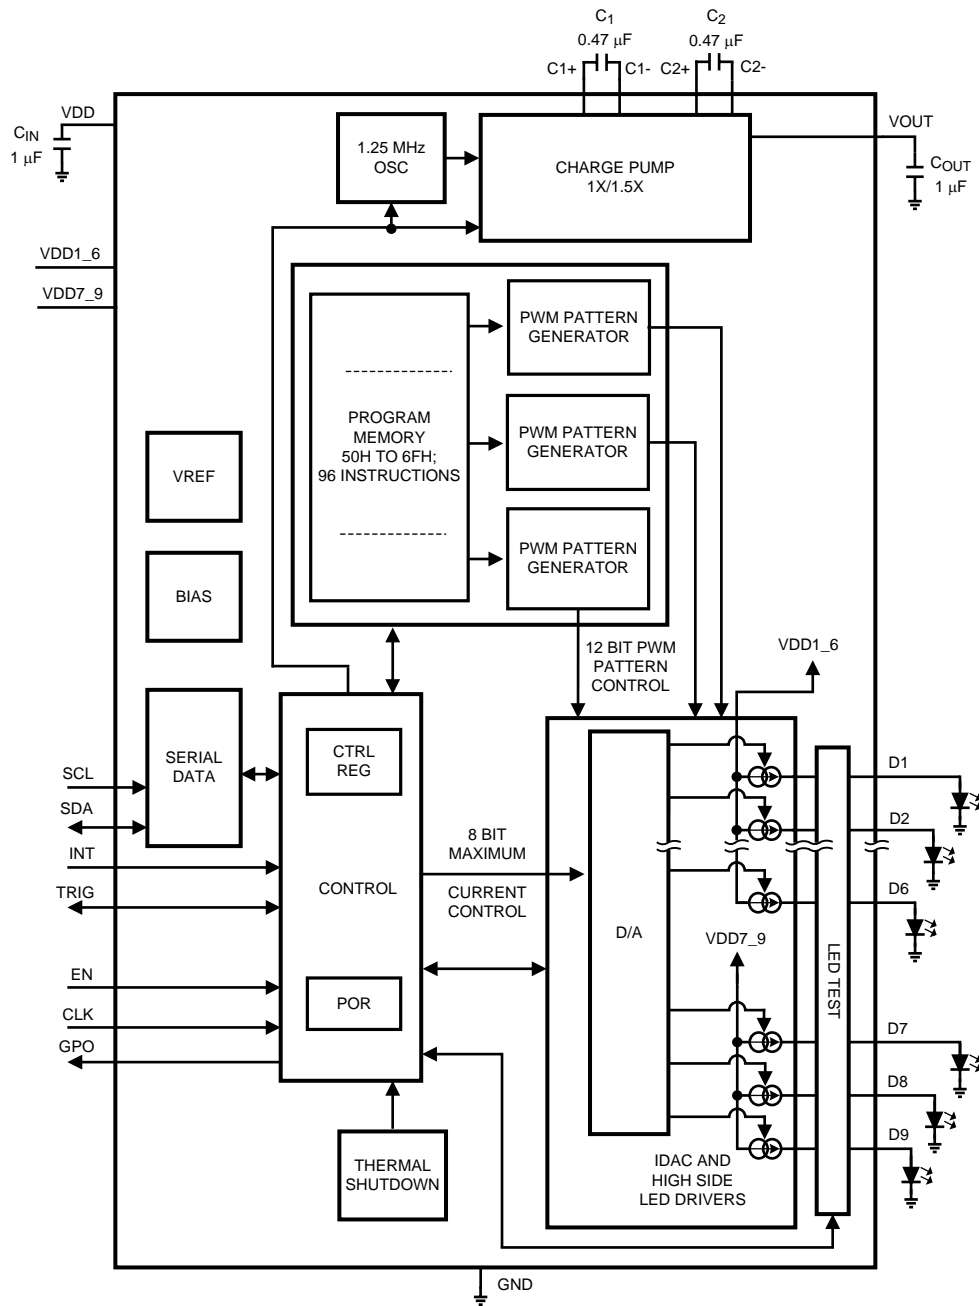 C1
0.47 µF
C1+
C1-
C2
0.47 µF
C2+
C2-
VDD
CIN
1 µF
VOUT
COUT
1 µF
1.25 MHz
OSC
CHARGE PUMP
1X/1.5X
VDD1_6
VDD7_9
PWM PATTERN
GENERATOR
PROGRAM
MEMORY
50H TO 6FH;
96 INSTRUCTIONS
PWM PATTERN
GENERATOR
PWM PATTERN
GENERATOR
VREF
BIAS
12 BIT PWM
PATTERN
CONTROL
VDD1_6
SERIAL
DATA
CTRL
REG
SCL
SDA
INT
TRIG
EN
CLK
GPO
CONTROL
POR
8 BIT
MAXIMUM
CURRENT
CONTROL
D/A
VDD7_9
LED TEST
D1
D2
D6
D7
D8
D9
THERMAL
SHUTDOWN
IDAC AND
HIGH SIDE
LED DRIVERS
GND